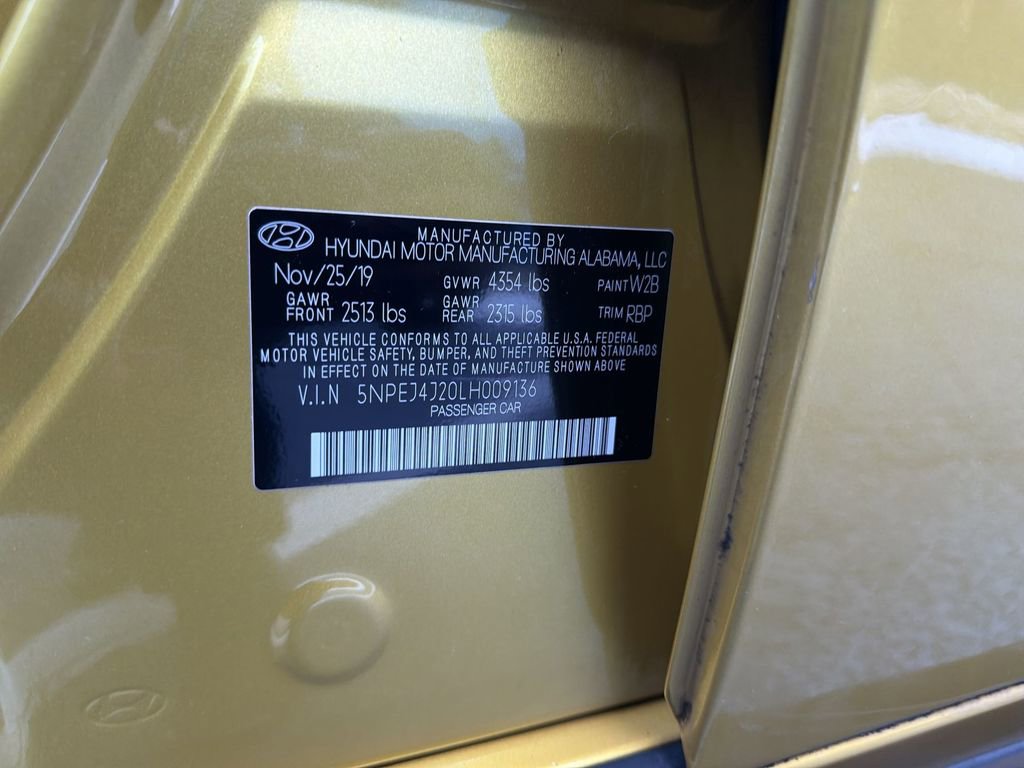 MANUFACTURED BY
HYUNDAI MOTOR MANUFACTURING ALABAMA, LLC
Nov/25/19 GVWR 4354 lbs PAINT W2B
GAWR FRONT 2513 lbs GAWR REAR 2315 lbs TRIM RBP
THIS VEHICLE CONFORMS TO ALL APPLICABLE U.S.A. FEDERAL
MOTOR VEHICLE SAFETY, BUMPER, AND THEFT PREVENTION STANDARDS
IN EFFECT ON THE DATE OF MANUFACTURE SHOWN ABOVE
V.I.N 5NPEJ4J20LH009136
PASSENGER CAR